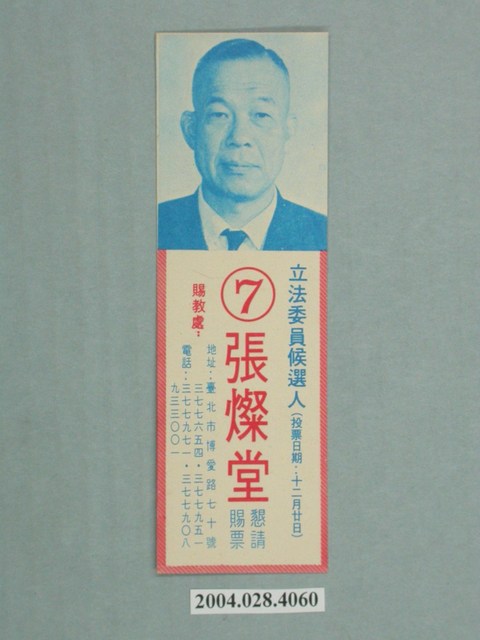 立法委員候選人(投票日期:十二月廿日)
⑦張燦堂
懇請
賜票
賜教處:
地址:臺北市博愛路七十號
電話:三七七六五四・三七七九五一
三七七九七一・三七七九〇八
九三三〇〇一
2004.028.4060